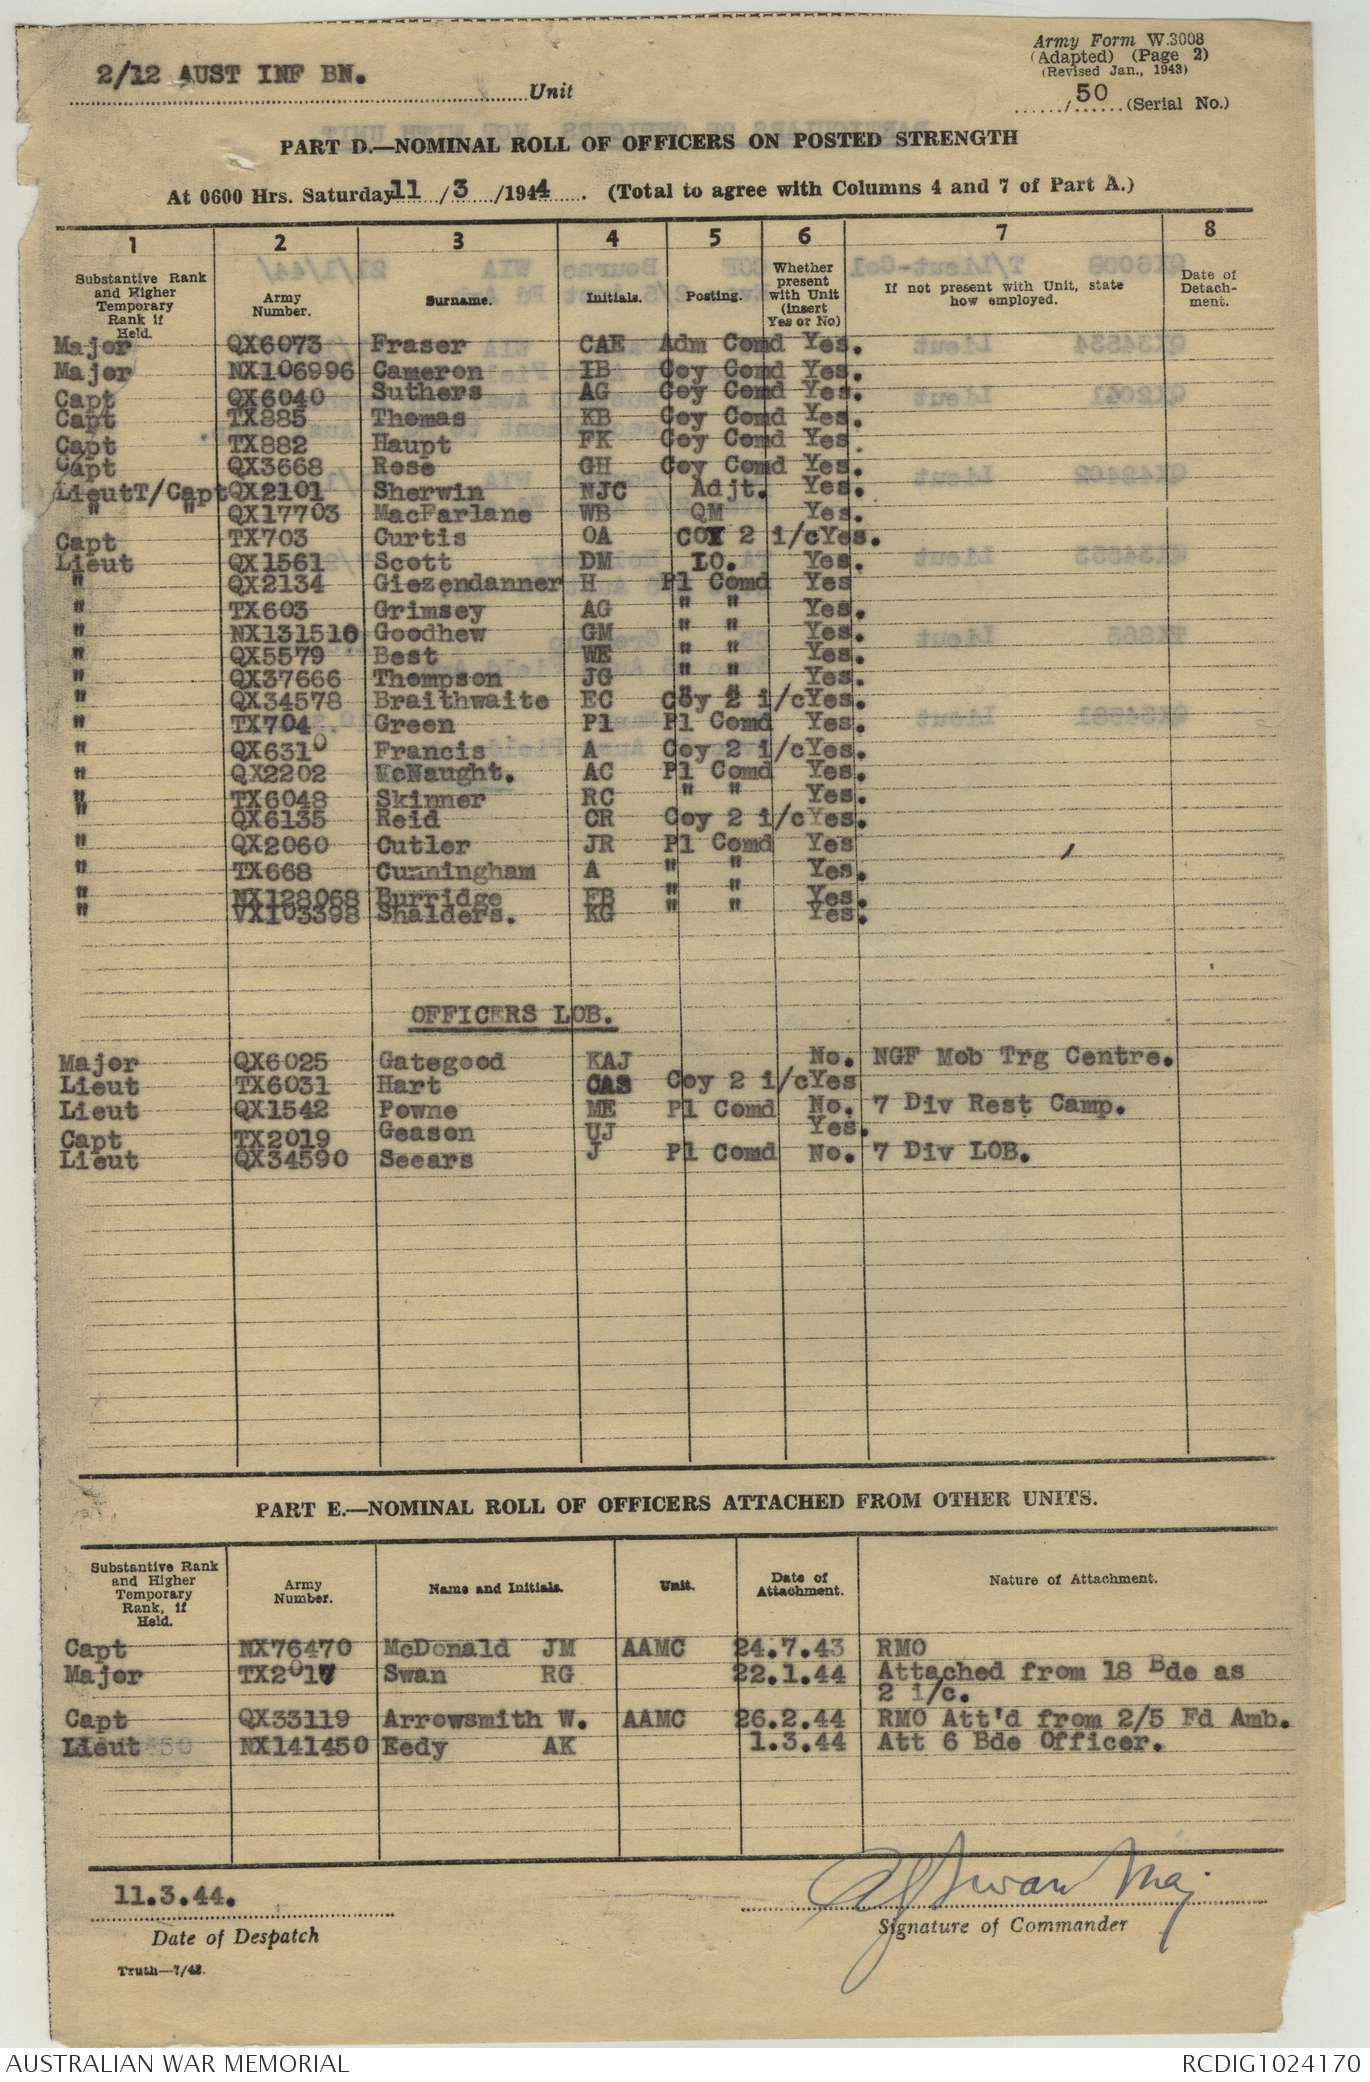 Army Form W.3008
(Adapted) (Page 2)
(Revised Jan., 1943)
2/12 AUST INF BN. Unit
/50 (Serial No.)
PART D.—NOMINAL ROLL OF OFFICERS ON POSTED STRENGTH
At 0600 Hrs. Saturday 11 / 3 /1944 . (Total to agree with Columns 4 and 7 of Part A.)
1 2 3 4 5 6 7 8
Substantive Rank and Higher Temporary Rank if Held. Army Number. Surname. Initials. Posting. Whether present with Unit (insert Yes or No) If not present with Unit, state how employed. Date of Detach-ment.
Major QX6073 Fraser CAE Adm Comd Yes.
Major NX106996 Cameron IB Coy Comd Yes.
Capt QX6040 Suthers AG Coy Comd Yes.
Capt TX885 Thomas KB Coy Comd Yes.
Capt TX882 Haupt FK Coy Comd Yes
Capt QX3668 Rose GH Coy Comd Yes.
LieutT/Capt QX2101 Sherwin NJC Adjt. Yes.
" " QX17703 MacFarlane WB QM Yes.
Capt TX703 Curtis OA COY 2 i/c Yes.
Lieut QX1561 Scott DM IO. Yes.
" QX2134 Giezendanner H Pl Comd Yes
" TX603 Grimsey AG " " Yes.
" NX131510 Goodhew GM " " Yes.
" QX5579 Best WE " " Yes.
" QX37666 Thompson JG " " Yes.
" QX34578 Braithwaite EC Coy 2 i/c Yes.
" TX704 Green Pl Pl Comd Yes.
" QX6310 Francis A Coy 2 i/c Yes.
" QX2202 McNaught. AC Pl Comd Yes.
" TX6048 Skinner RC " " Yes.
" QX6135 Reid CR Coy 2 i/c Yes.
" QX2060 Cutler JR Pl Comd Yes
" TX668 Cunningham A " " Yes.
" NX128068 Burridge FB " " Yes.
" VX103398 Shalders. KG " " Yes.
OFFICERS LOB.
Major QX6025 Gategood KAJ No. NGF Mob Trg Centre.
Lieut TX6031 Hart CAS Coy 2 i/c Yes
Lieut QX1542 Powne ME Pl Comd No. 7 Div Rest Camp.
Capt TX2019 Geason UJ Yes.
Lieut QX34590 Seears J Pl Comd No. 7 Div LOB.
PART E.—NOMINAL ROLL OF OFFICERS ATTACHED FROM OTHER UNITS.
Substantive Rank and Higher Temporary Rank, if Held. Army Number. Name and Initials. Unit. Date of Attachment. Nature of Attachment.
Capt NX76470 McDonald JM AAMC 24.7.43 RMO
Major TX2017 Swan RG 22.1.44 Attached from 18 Bde as
2 i/c.
Capt QX33119 Arrowsmith W. AAMC 26.2.44 RMO Att'd from 2/5 Fd Amb.
Lieut NX141450 Eedy AK 1.3.44 Att 6 Bde Officer.
11.3.44. Swan Maj
Date of Despatch Signature of Commander
Truth—7/43.
AUSTRALIAN WAR MEMORIAL RCDIG1024170